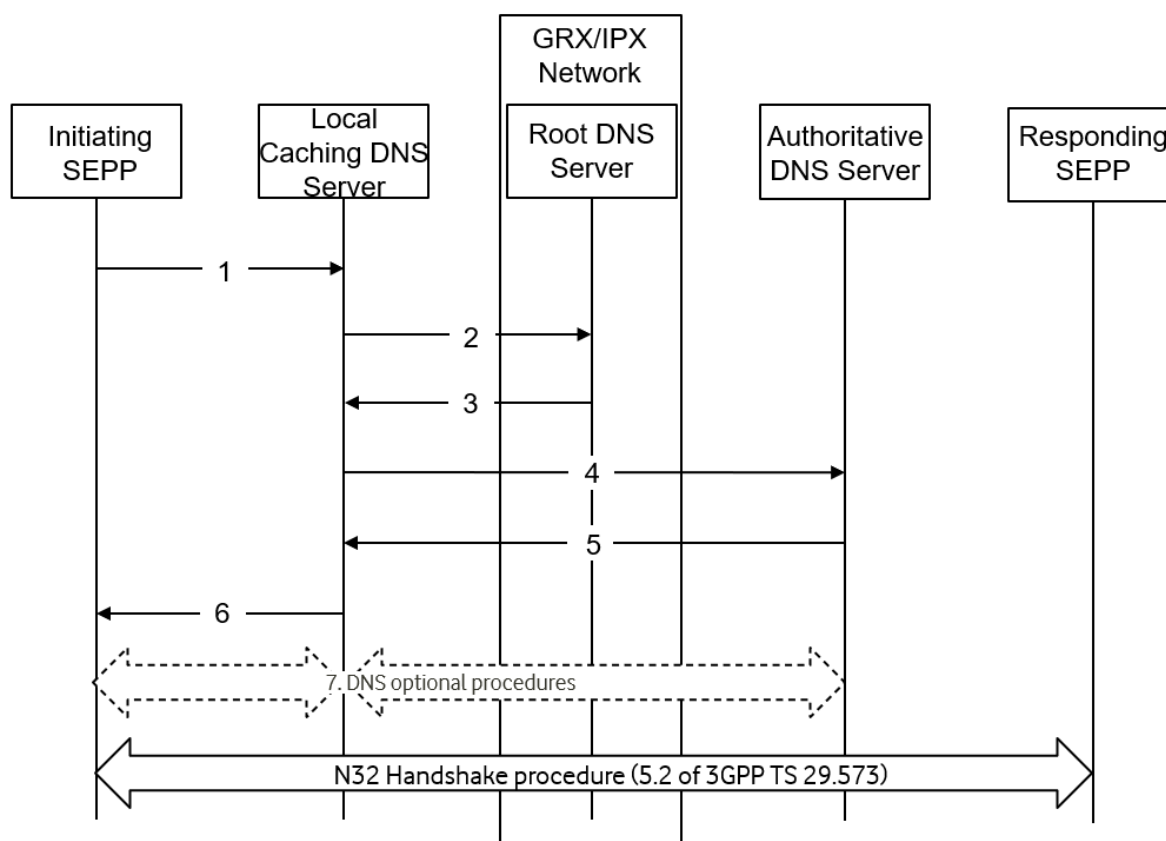 GRX/IPX
Network
Initiating
SEPP
Local
Caching DNS
Server
Root DNS
Server
Authoritative
DNS Server
Responding
SEPP
1
2
3
4
5
6
7. DNS optional procedures
N32 Handshake procedure (5.2 of 3GPP TS 29.573)